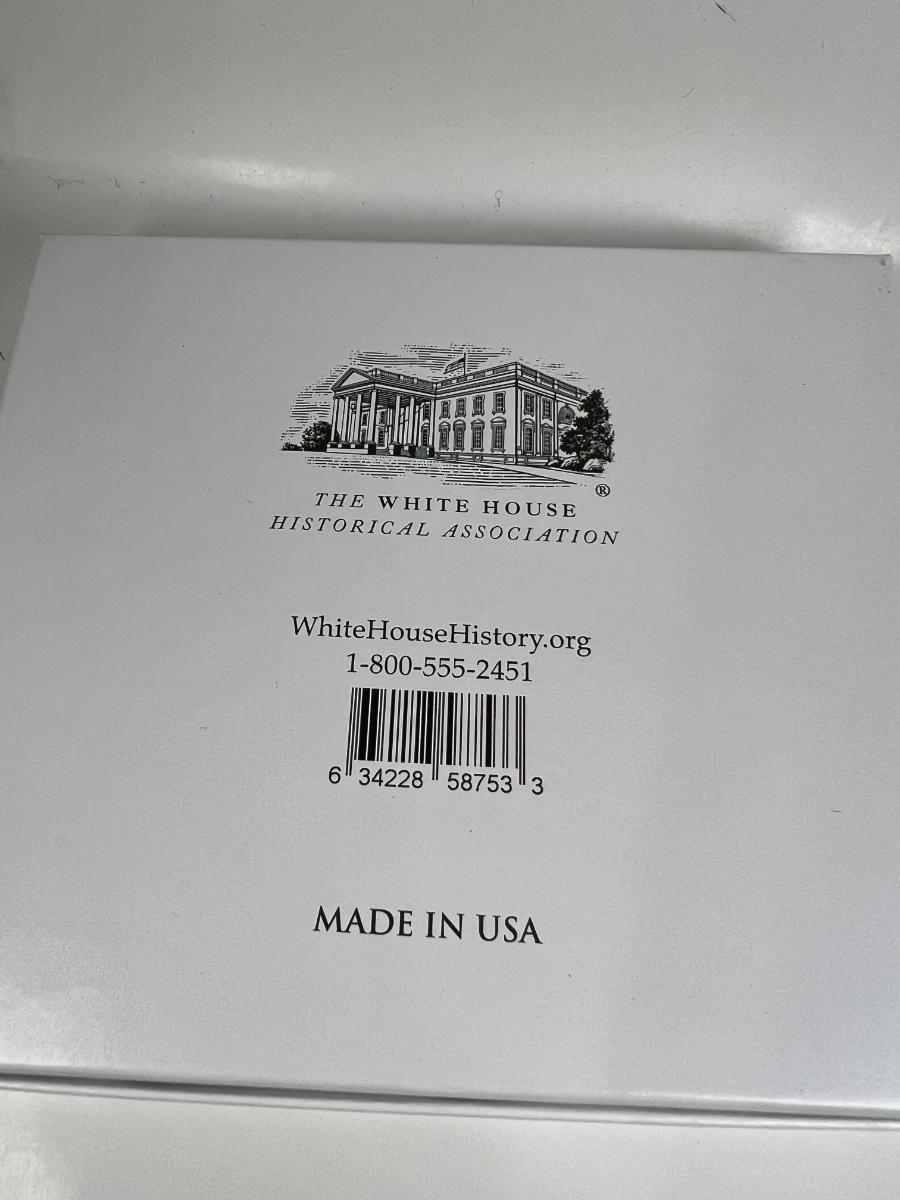 ®
THE WHITE HOUSE
HISTORICAL ASSOCIATION
WhiteHouseHistory.org
1-800-555-2451
6 34228 58753 3
MADE IN USA